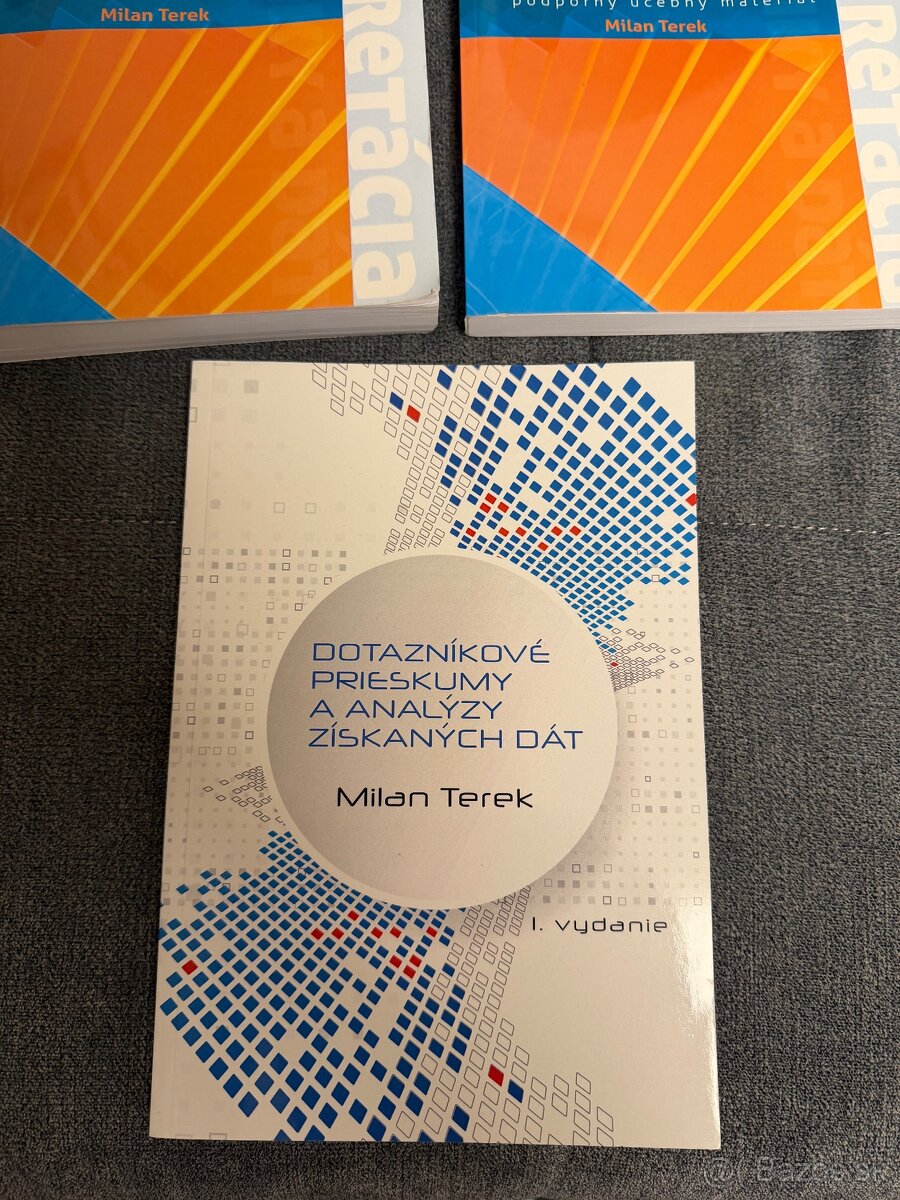 Milan Terek
podporný učebný materiál
Milan Terek
DOTAZNÍKOVÉ
PRIESKUMY
A ANALÝZY
ZÍSKANÝCH DÁT
Milan Terek
I. vydanie